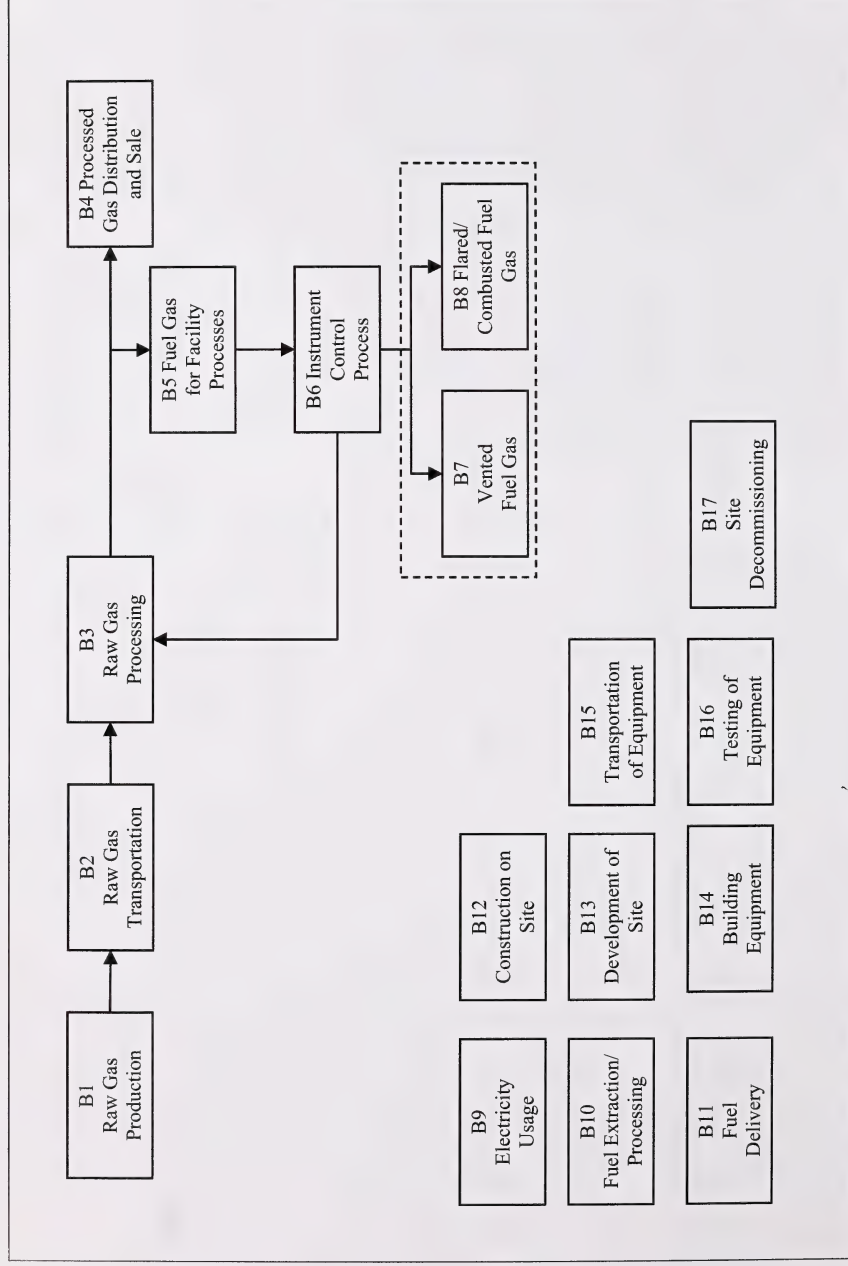 B1
Raw Gas
Production
B2
Raw Gas
Transportation
B3
Raw Gas
Processing
B4 Processed
Gas Distribution
and Sale
B5 Fuel Gas
for Facility
Processes
B6 Instrument
Control
Process
B7
Vented
Fuel Gas
B8 Flared/
Combusted Fuel
Gas
B9
Electricity
Usage
B10
Fuel Extraction/
Processing
B11
Fuel
Delivery
B12
Construction on
Site
B13
Development of
Site
B14
Building
Equipment
B15
Transportation
of Equipment
B16
Testing of
Equipment
B17
Site
Decommissioning